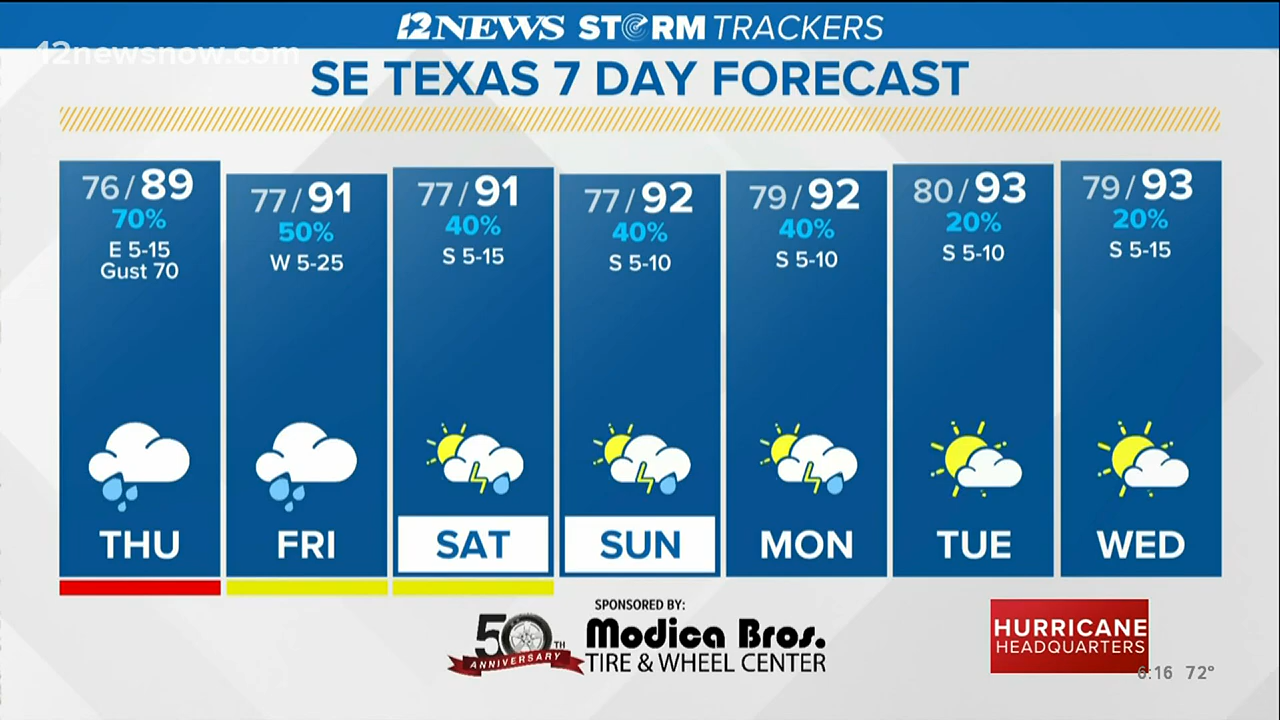 12NEWS STORM TRACKERS
12newsnow.com
SE TEXAS 7 DAY FORECAST
76/89
70%
E 5-15
Gust 70
THU
77/91
50%
W 5-25
FRI
77/91
40%
S 5-15
SAT
77/92
40%
S 5-10
SUN
79/92
40%
S 5-10
MON
80/93
20%
S 5-10
TUE
79/93
20%
S 5-15
WED
50TH
ANNIVERSARY
SPONSORED BY:
Modica Bros.
TIRE & WHEEL CENTER
HURRICANE
HEADQUARTERS
6:16 72°